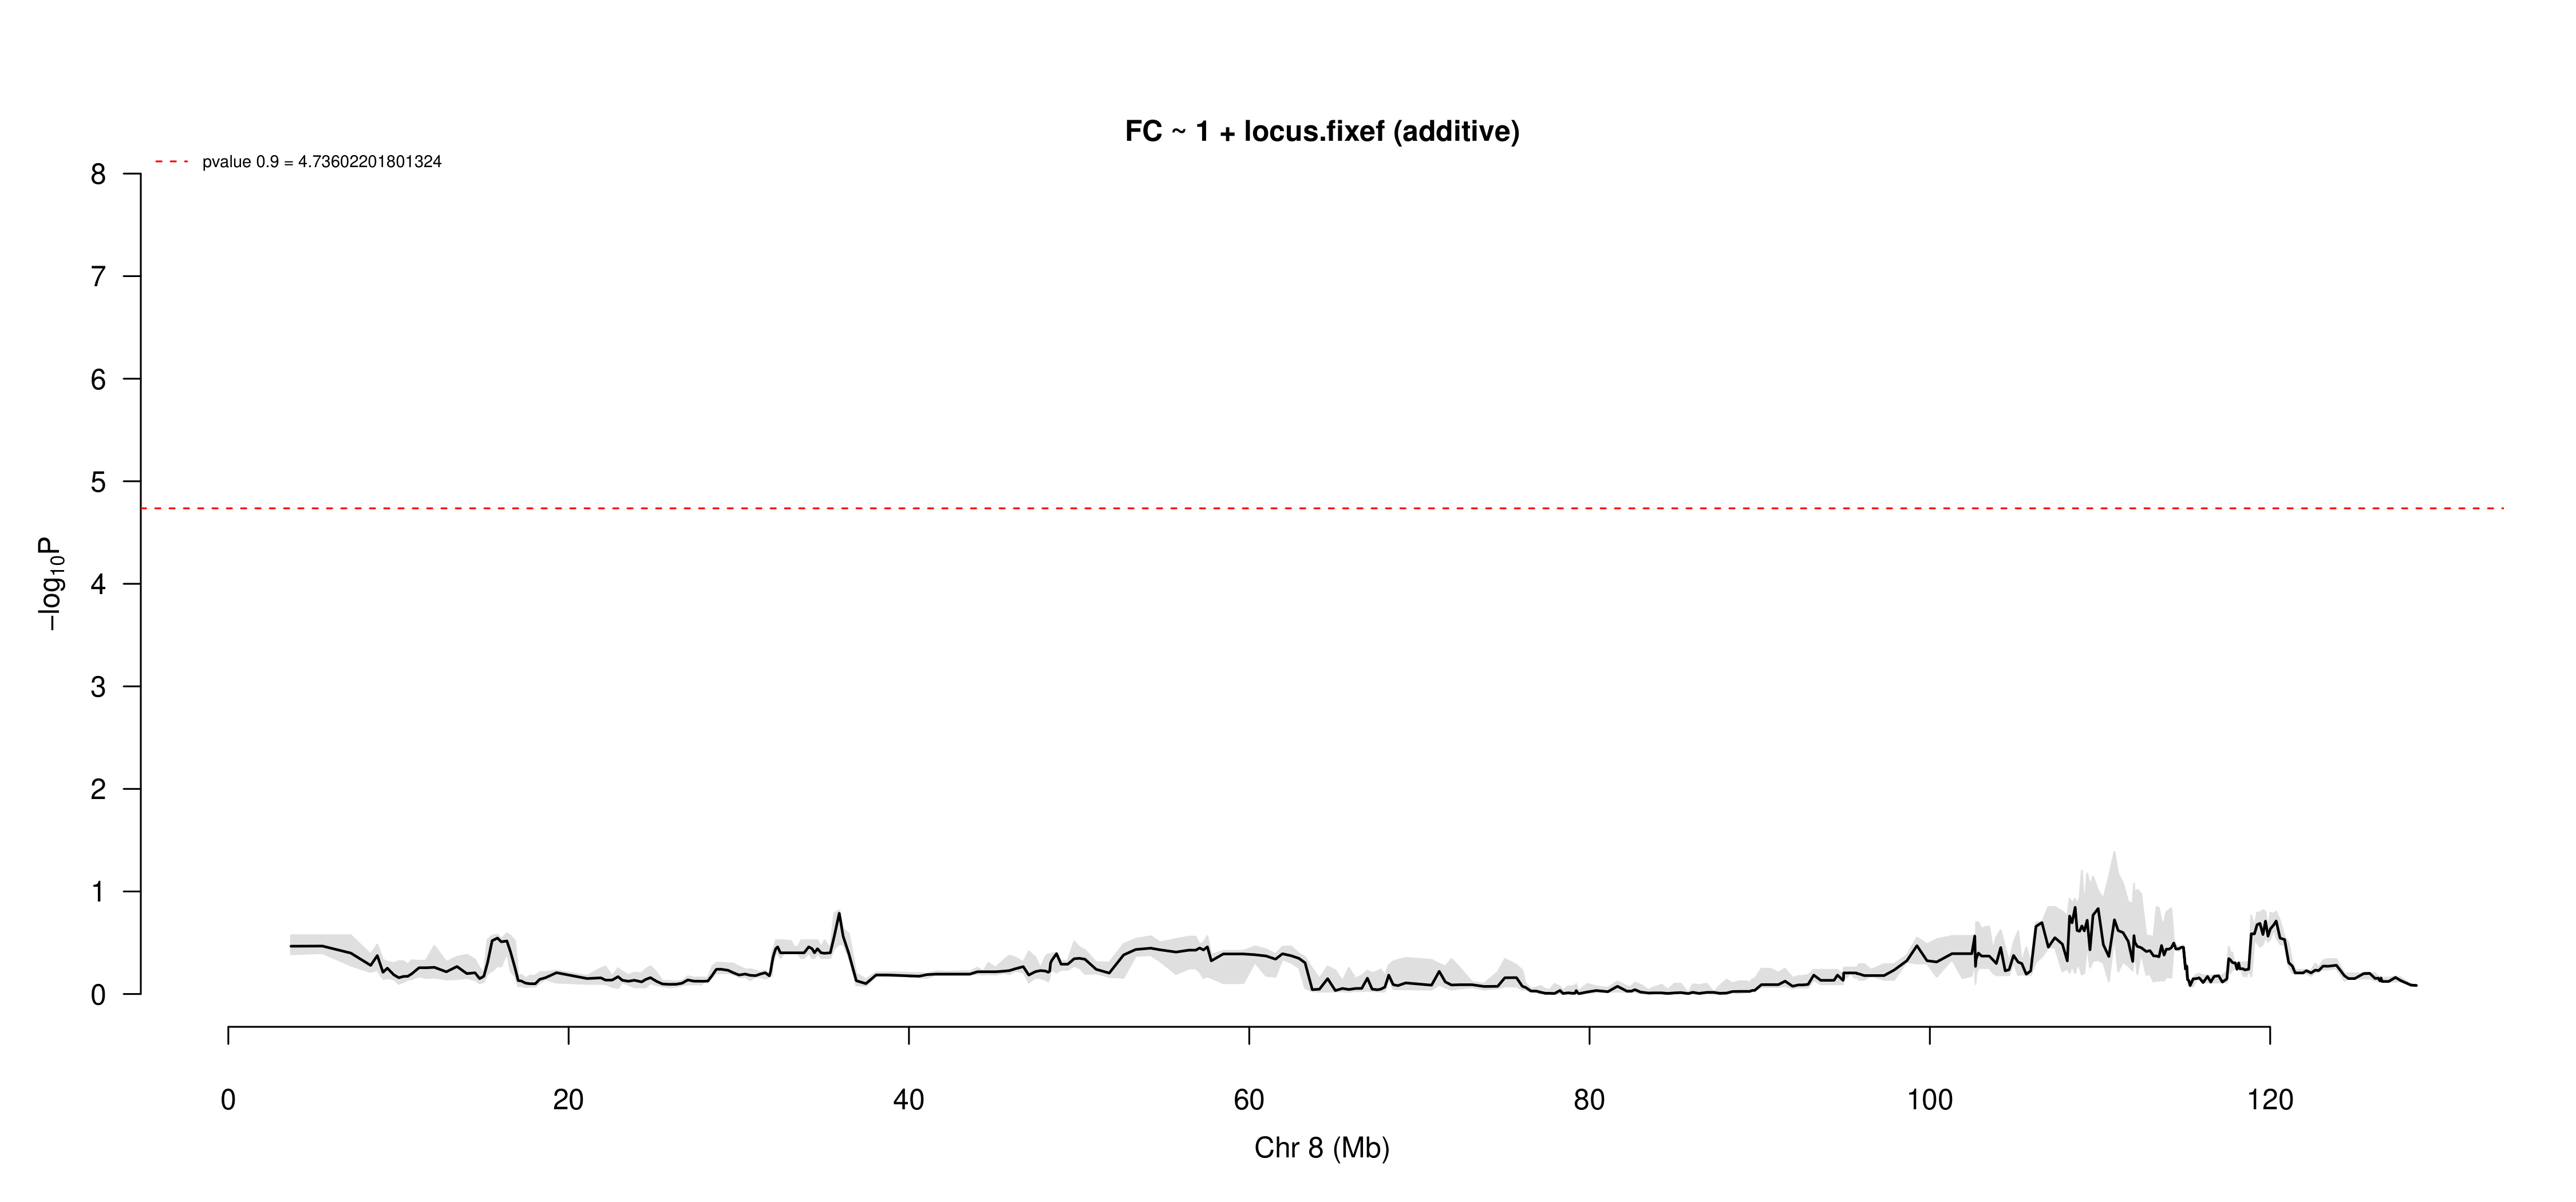 FC ~ 1 + locus.fixef (additive)
pvalue 0.9 = 4.73602201801324
8
7
6
5
4
3
2
1
0
−log10P
0 20 40 60 80 100 120
Chr 8 (Mb)